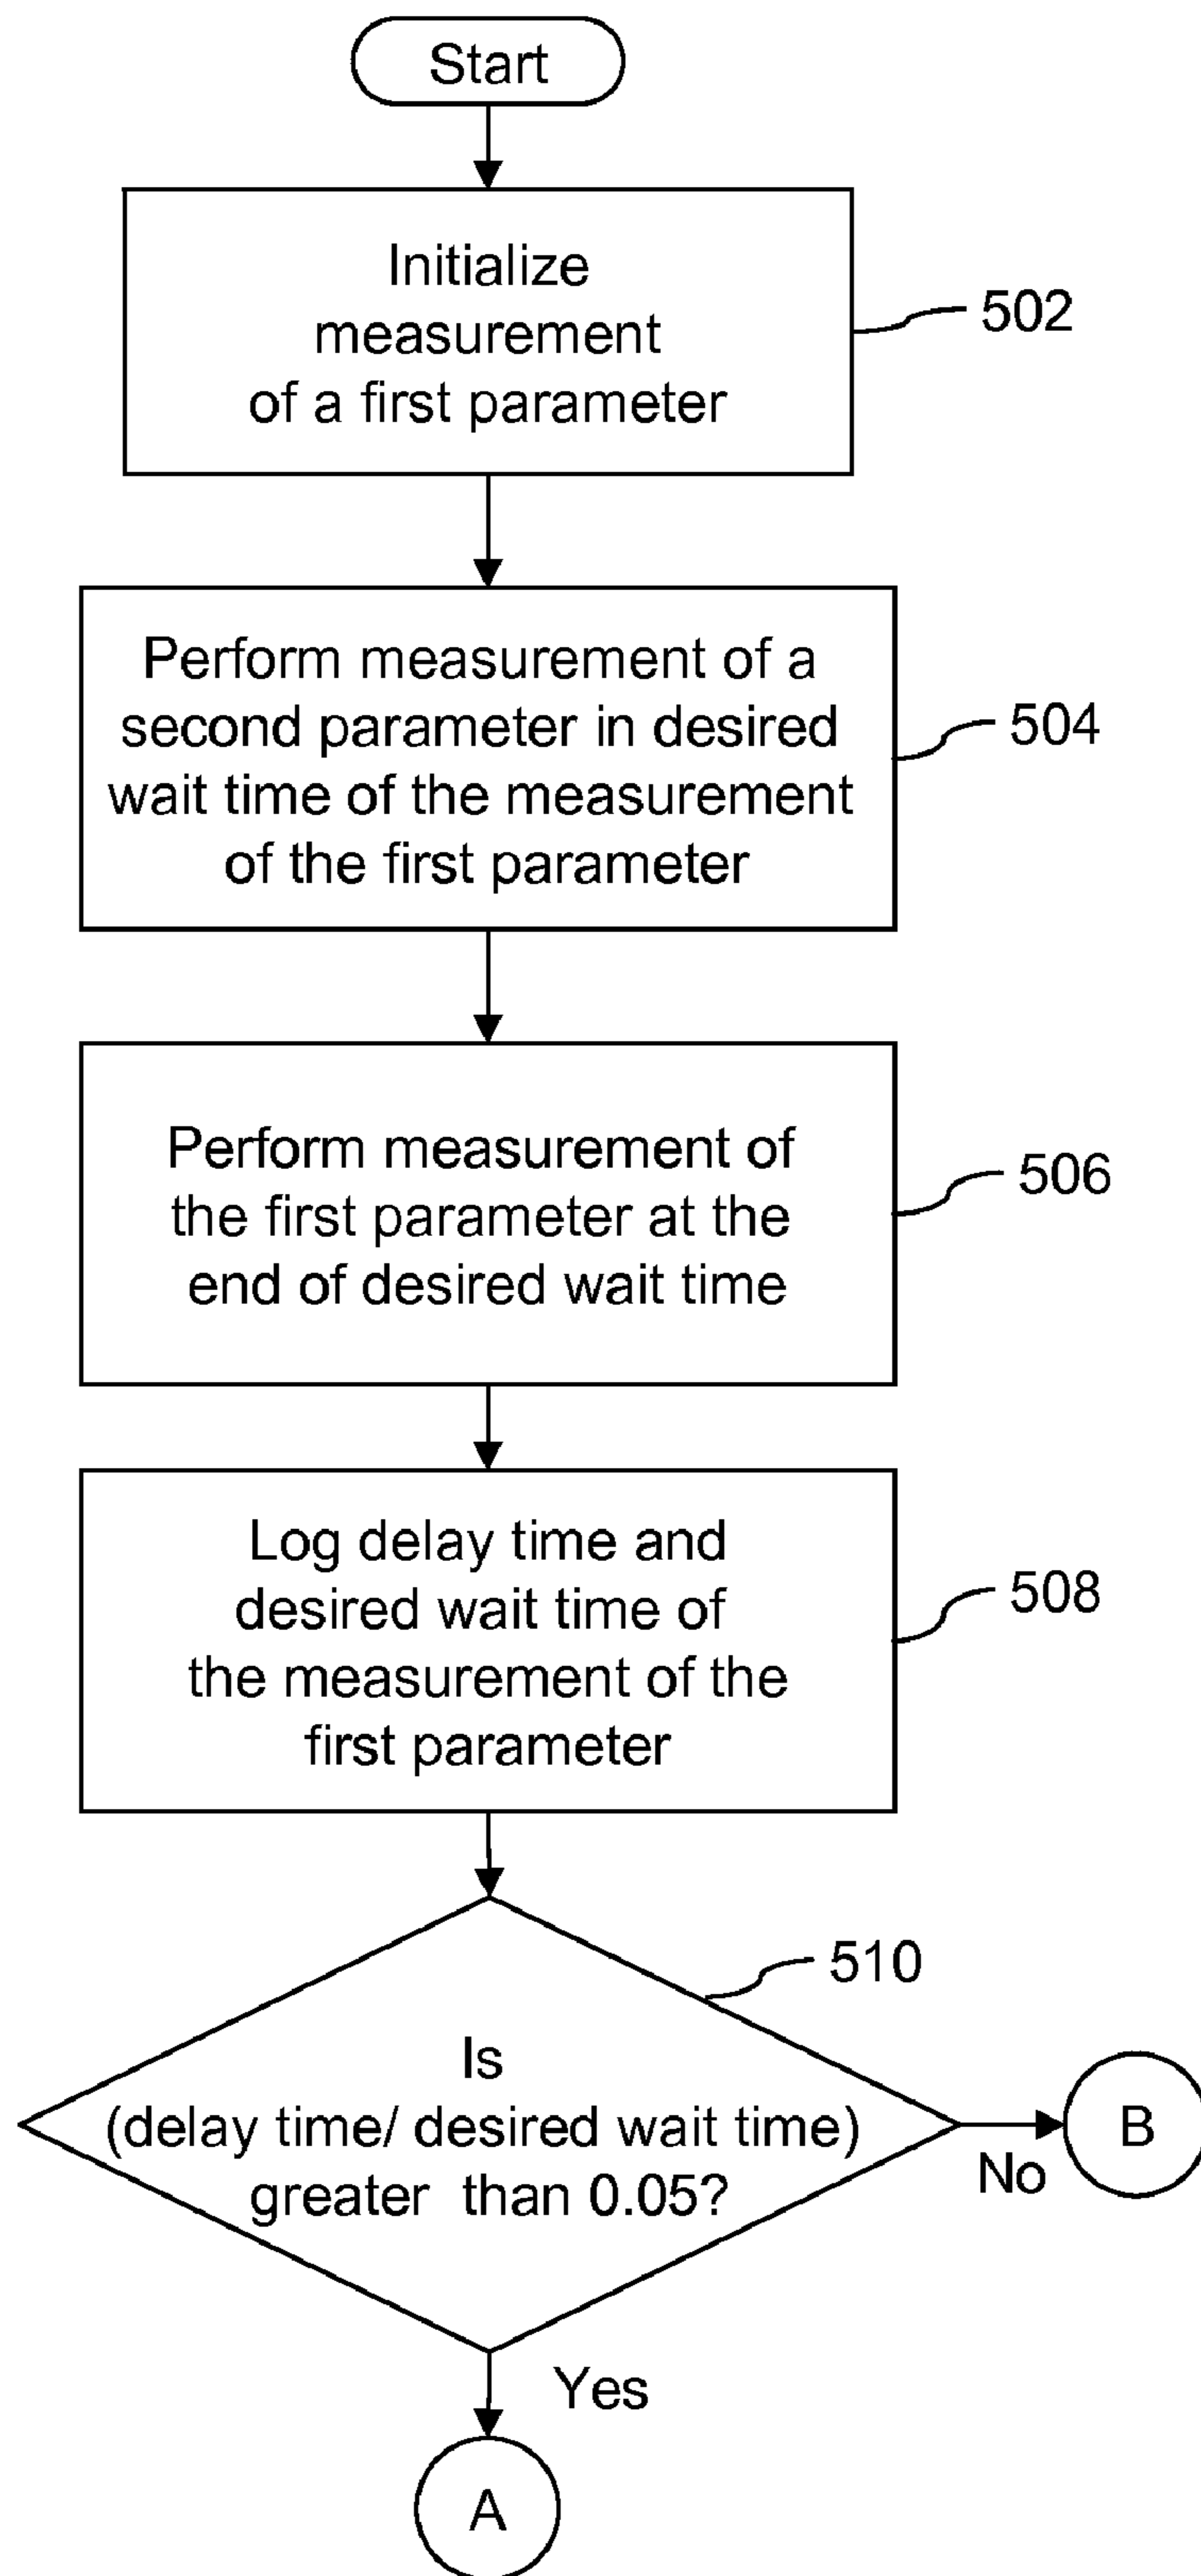 Start
Initialize
measurement
of a first parameter
502
Perform measurement of a
second parameter in desired
wait time of the measurement
of the first parameter
504
Perform measurement of
the first parameter at the
end of desired wait time
506
Log delay time and
desired wait time of
the measurement of the
first parameter
508
510
Is
(delay time/ desired wait time)
greater than 0.05?
No
B
Yes
A